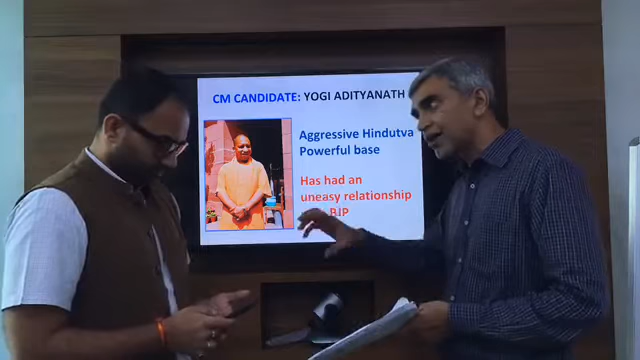 CM CANDIDATE: YOGI ADITYANATH
Aggressive Hindutva
Powerful base
Has had an
uneasy relationship
BJP